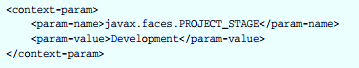 <context-param>
    <param-name>javax.faces.PROJECT_STAGE</param-name>
    <param-value>Development</param-value>
</context-param>